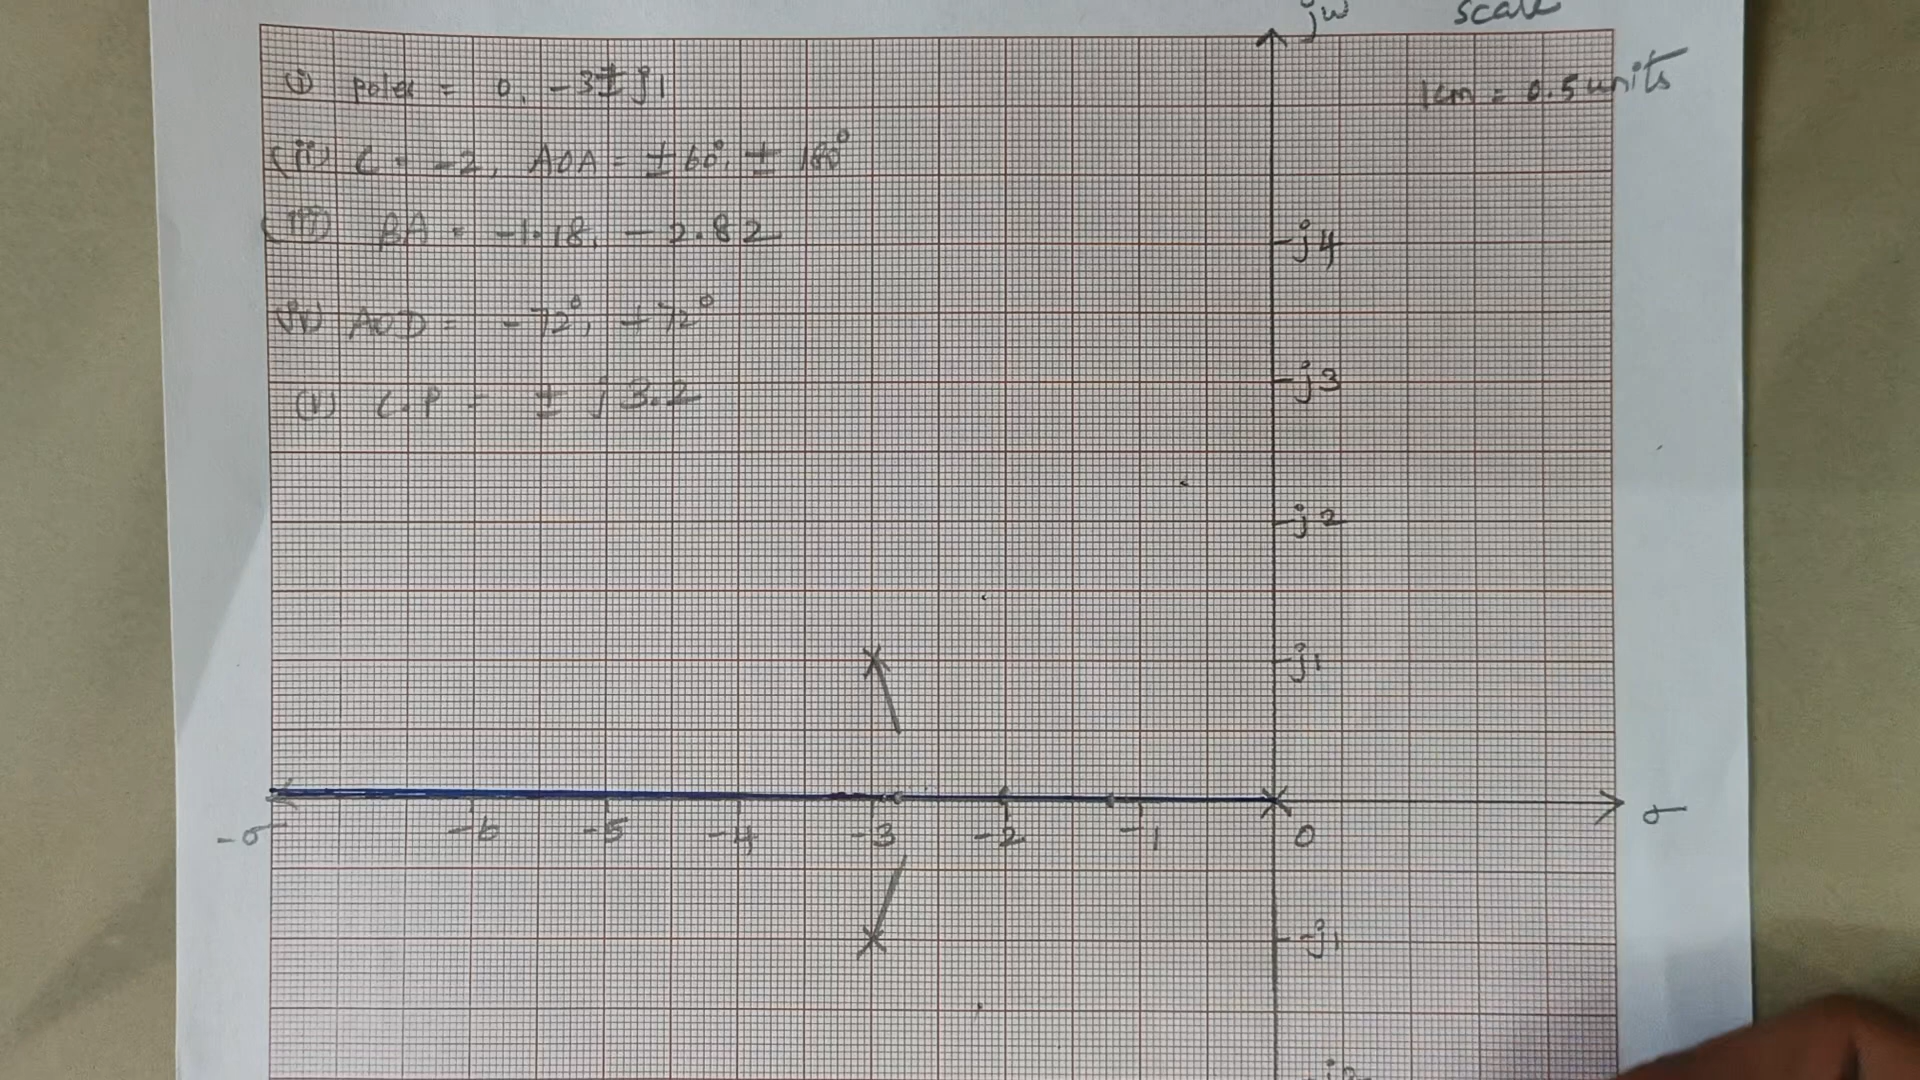 jw scale
1cm = 0.5 units
(i) poles = 0, -3±j1
(ii) C = -2, AOA = ±60°, ±180°
(iii) BA = -1.18, -2.82
(iv) AOD = -72°, +72°
(v) C.P = ± j3.2
-j4
-j3
-j2
-j1
-σ -6 -5 -4 -3 -2 -1 0 σ
-j1